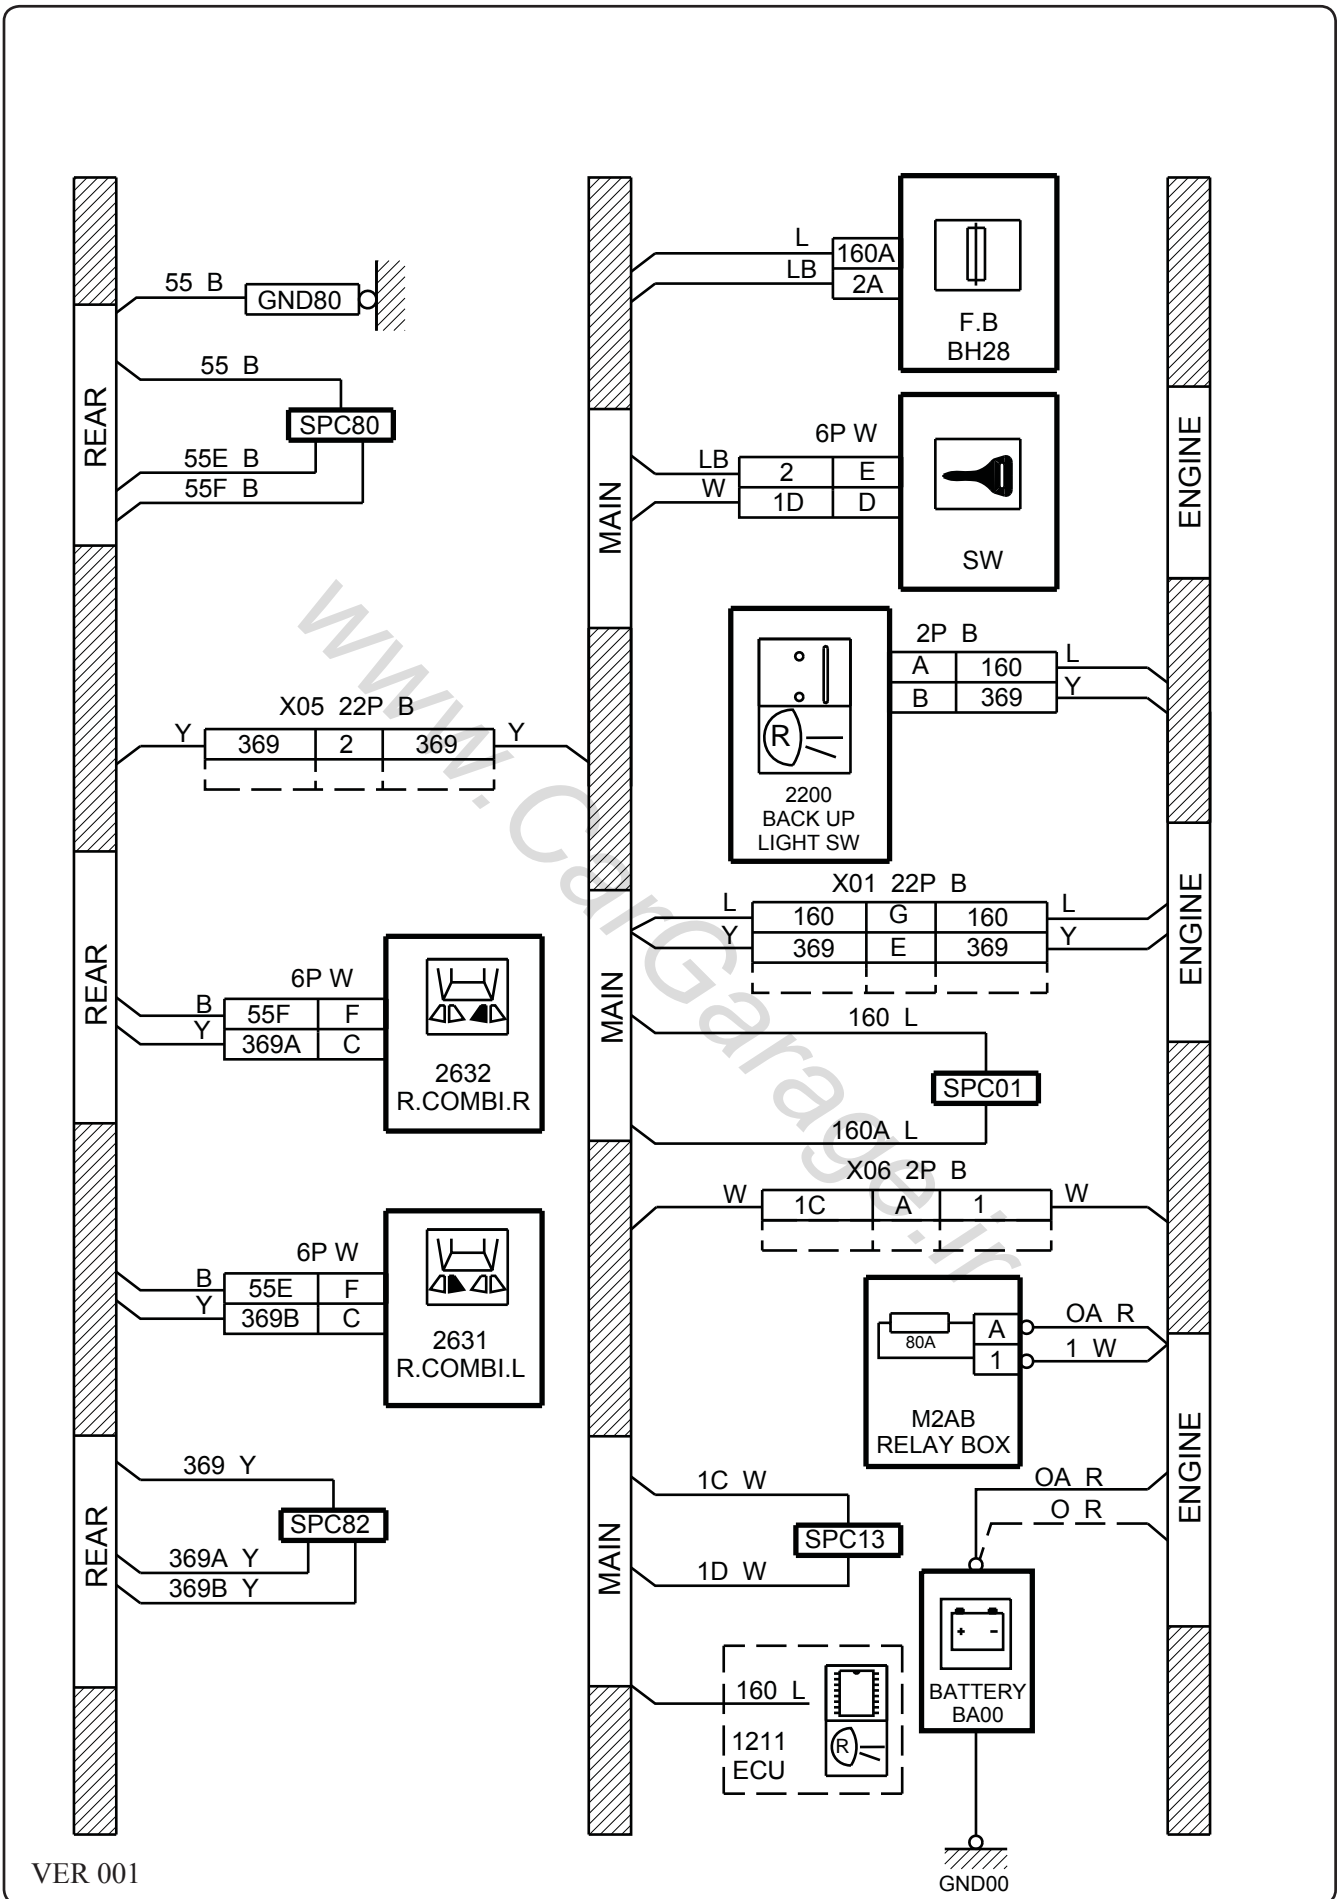 55 B
GND80
55 B
SPC80
55E B
55F B
REAR
X05 22P B
Y 369 2 369 Y
REAR
6P W
B 55F F
Y 369A C
2632
R.COMBI.R
6P W
B 55E F
Y 369B C
2631
R.COMBI.L
369 Y
SPC82
369A Y
369B Y
REAR
L 160A
LB 2A
F.B
BH28
6P W
LB 2 E
W 1D D
SW
MAIN
2P B
A 160 L
B 369 Y
R
2200
BACK UP
LIGHT SW
ENGINE
X01 22P B
L 160 G 160 L
Y 369 E 369 Y
160 L
SPC01
160A L
MAIN
ENGINE
X06 2P B
W 1C A 1 W
80A
A OA R
1 1 W
M2AB
RELAY BOX
1C W
SPC13
1D W
MAIN
OA R
O R
ENGINE
+ -
BATTERY
BA00
160 L
1211
ECU
R
GND00
VER 001
www.CarGarage.ir